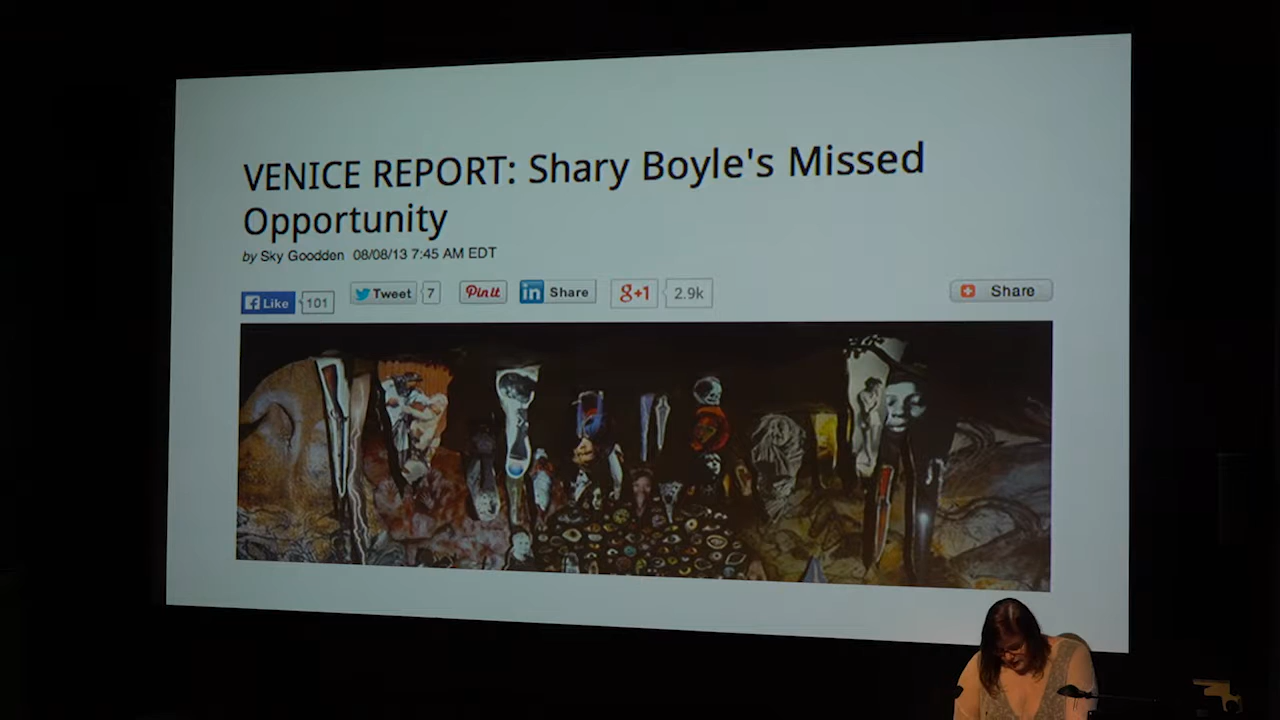 VENICE REPORT: Shary Boyle's Missed
Opportunity
by Sky Goodden 08/08/13 7:45 AM EDT
Like 101 Tweet 7 Pin It in Share g+1 2.9k Share